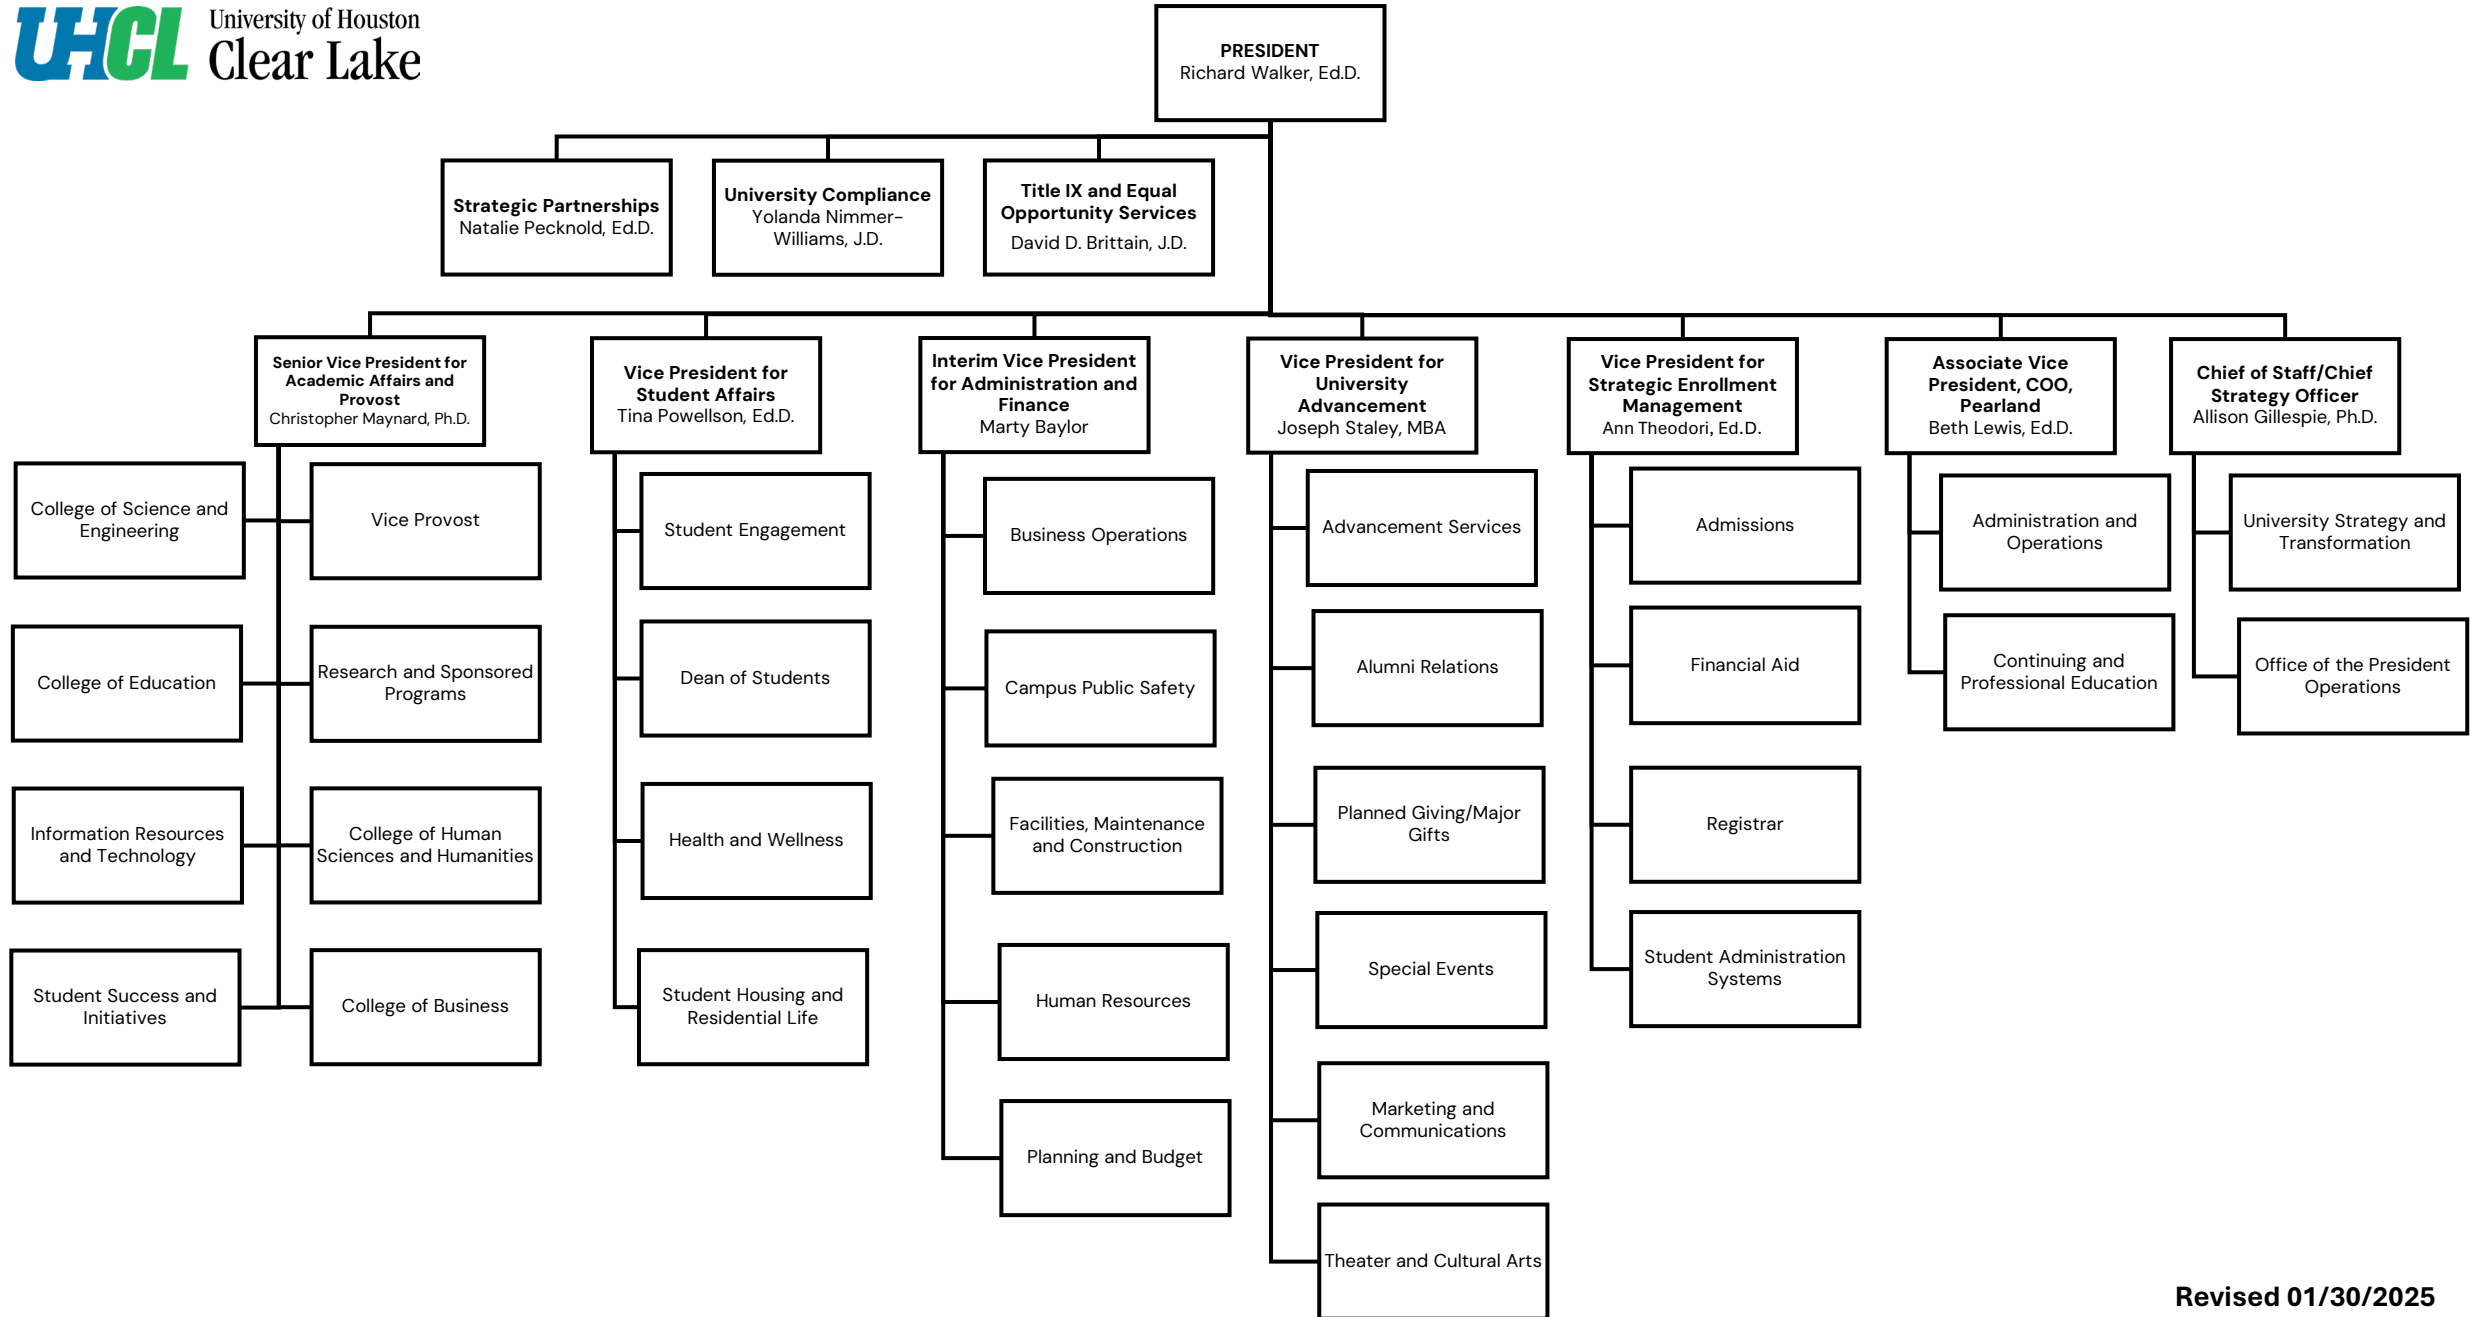 UHCL
University of Houston
Clear Lake
PRESIDENT
Richard Walker, Ed.D.
Strategic Partnerships
Natalie Pecknold, Ed.D.
University Compliance
Yolanda Nimmer-
Williams, J.D.
Title IX and Equal
Opportunity Services
David D. Brittain, J.D.
Senior Vice President for
Academic Affairs and
Provost
Christopher Maynard, Ph.D.
Vice President for
Student Affairs
Tina Powellson, Ed.D.
Interim Vice President
for Administration and
Finance
Marty Baylor
Vice President for
University
Advancement
Joseph Staley, MBA
Vice President for
Strategic Enrollment
Management
Ann Theodori, Ed.D.
Associate Vice
President, COO,
Pearland
Beth Lewis, Ed.D.
Chief of Staff/Chief
Strategy Officer
Allison Gillespie, Ph.D.
College of Science and
Engineering
Vice Provost
College of Education
Research and Sponsored
Programs
Information Resources
and Technology
College of Human
Sciences and Humanities
Student Success and
Initiatives
College of Business
Student Engagement
Dean of Students
Health and Wellness
Student Housing and
Residential Life
Business Operations
Campus Public Safety
Facilities, Maintenance
and Construction
Human Resources
Planning and Budget
Advancement Services
Alumni Relations
Planned Giving/Major
Gifts
Special Events
Marketing and
Communications
Theater and Cultural Arts
Admissions
Financial Aid
Registrar
Student Administration
Systems
Administration and
Operations
Continuing and
Professional Education
University Strategy and
Transformation
Office of the President
Operations
Revised 01/30/2025